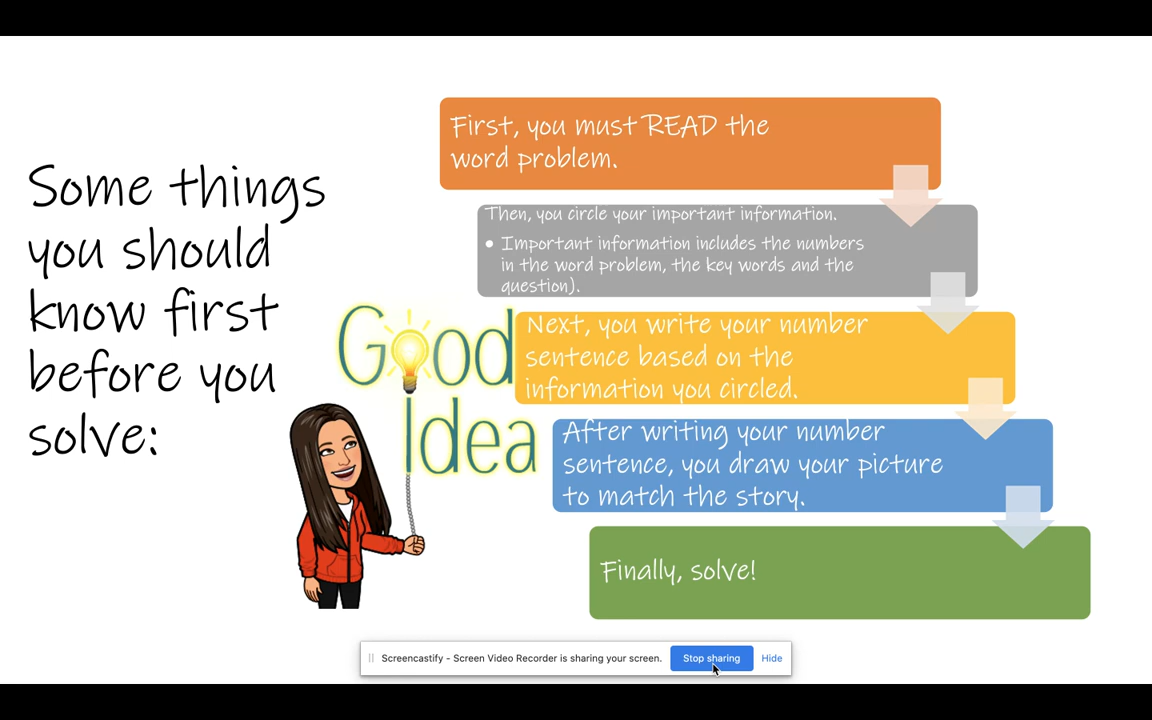 Some things
you should
know first
before you
solve:
First, you must READ the
word problem.
Then, you circle your important information.
• Important information includes the numbers
in the word problem, the key words and the
question).
Good
Idea
Next, you write your number
sentence based on the
information you circled.
After writing your number
sentence, you draw your picture
to match the story.
Finally, solve!
Screencastify - Screen Video Recorder is sharing your screen. Stop sharing Hide